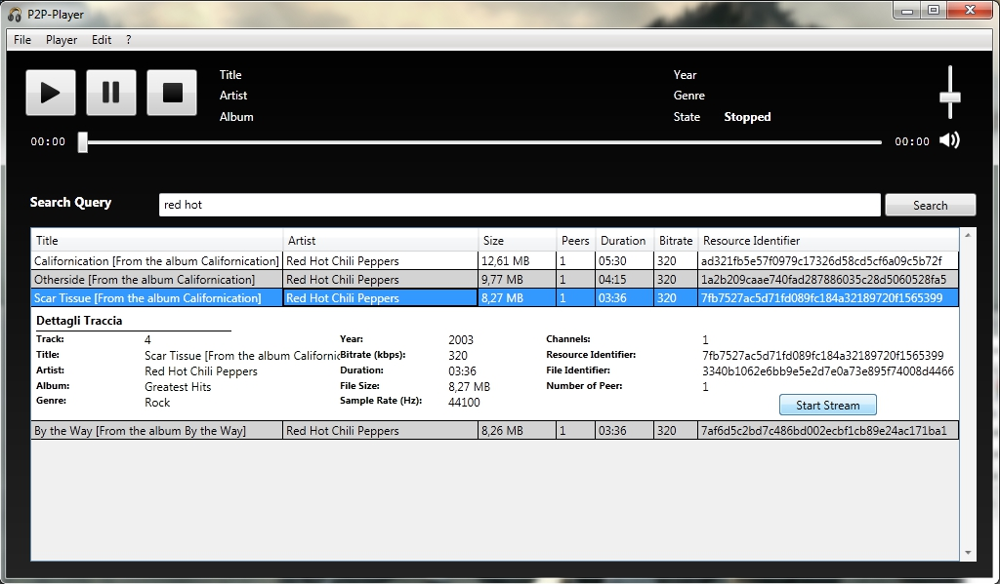 P2P-Player
File Player Edit ?
Title Year
Artist Genre
Album State Stopped
00:00 00:00
Search Query red hot Search
Title Artist Size Peers Duration Bitrate Resource Identifier
Californication [From the album Californication] Red Hot Chili Peppers 12,61 MB 1 05:30 320 ad321fb5e57f0979c17326d58cd5cf6a09c5b72f
Otherside [From the album Californication] Red Hot Chili Peppers 9,77 MB 1 04:15 320 1a2b209caae740fad287886035c28d5060528fa5
Scar Tissue [From the album Californication] Red Hot Chili Peppers 8,27 MB 1 03:36 320 7fb7527ac5d71fd089fc184a32189720f1565399
Dettagli Traccia
Track: 4 Year: 2003 Channels: 1
Title: Scar Tissue [From the album Californic Bitrate (kbps): 320 Resource Identifier: 7fb7527ac5d71fd089fc184a32189720f1565399
Artist: Red Hot Chili Peppers Duration: 03:36 File Identifier: 3340b1062e6bb9e5e2d7e0a73e895f74008d4466
Album: Greatest Hits File Size: 8,27 MB Number of Peer: 1
Genre: Rock Sample Rate (Hz): 44100
Start Stream
By the Way [From the album By the Way] Red Hot Chili Peppers 8,26 MB 1 03:36 320 7af6d5c2bd7c486bd002ecbf1cb89e24ac171ba1